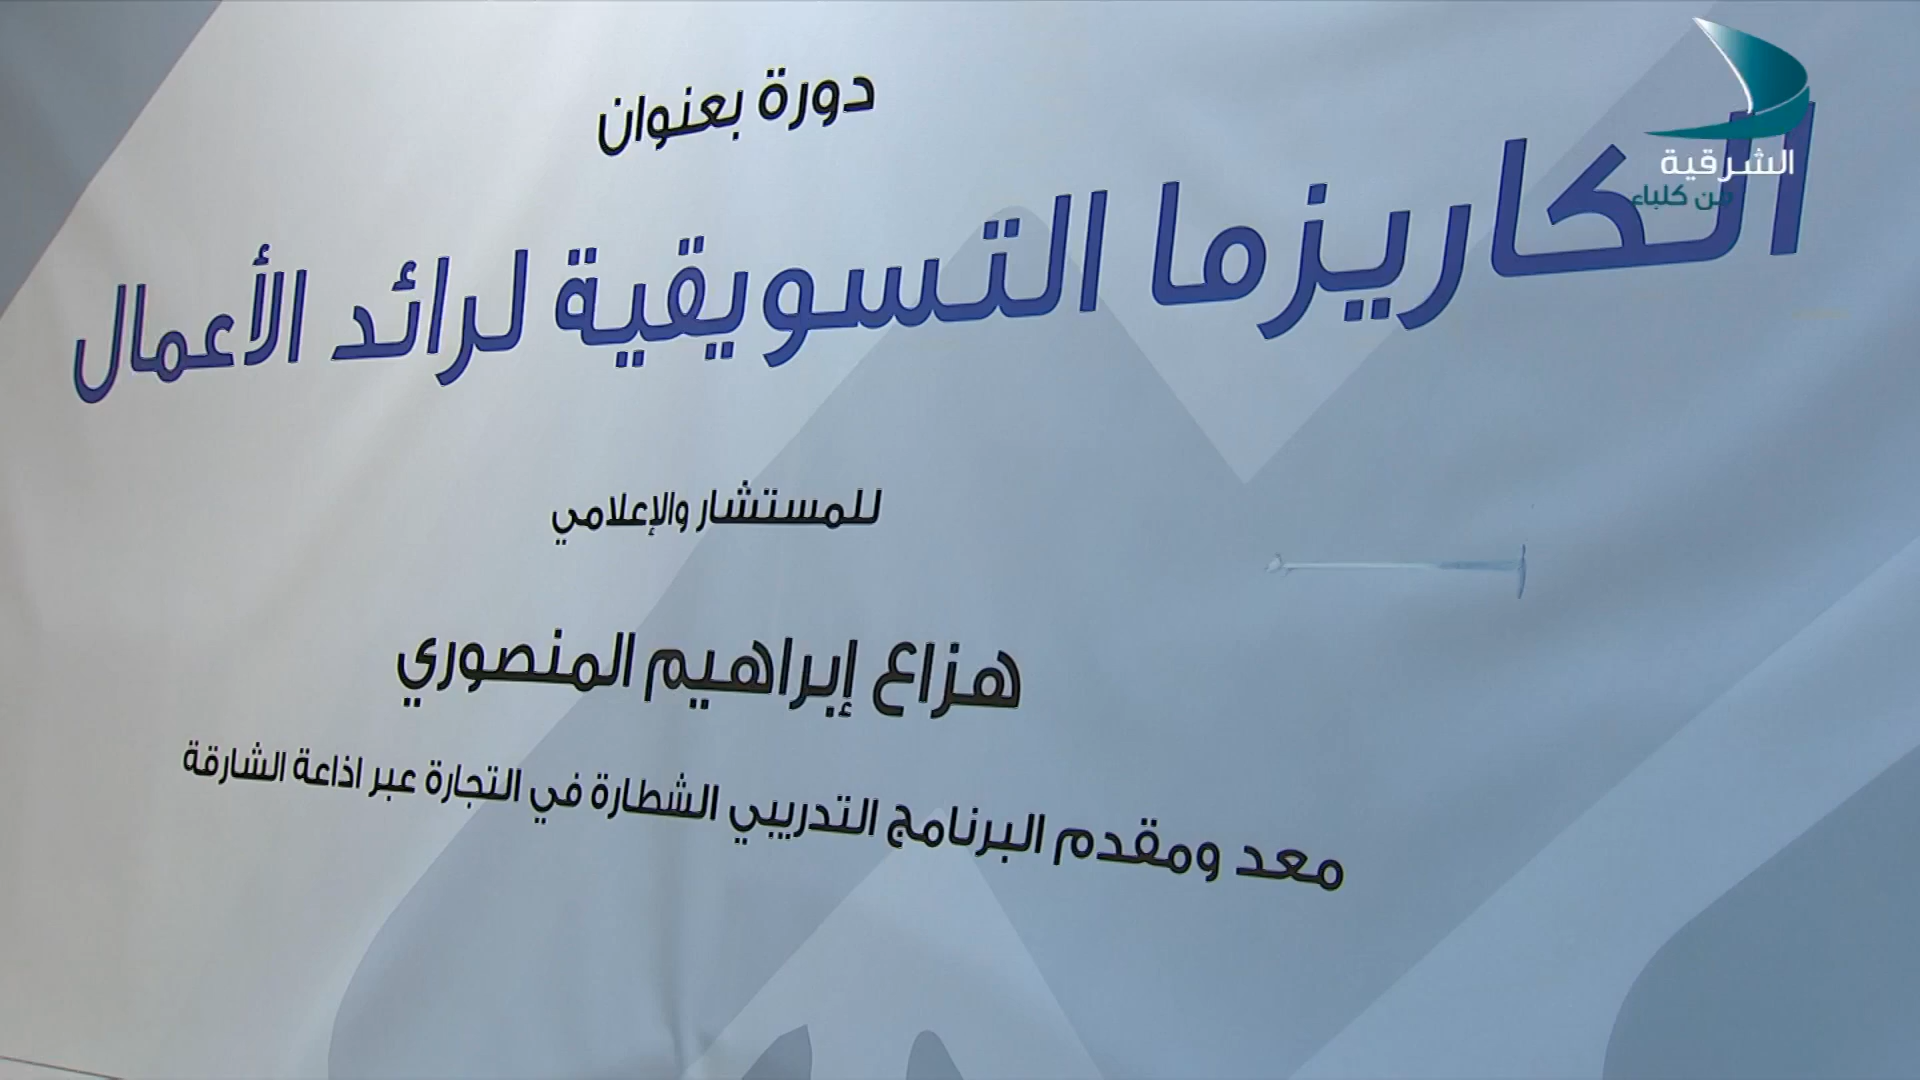 دورة بعنوان
الكاريزما التسويقية لرائد الأعمال
للمستشار والإعلامي
هزاع إبراهيم المنصوري
معد ومقدم البرنامج التدريبي الشطارة في التجارة عبر اذاعة الشارقة
الشرقية
من كلباء